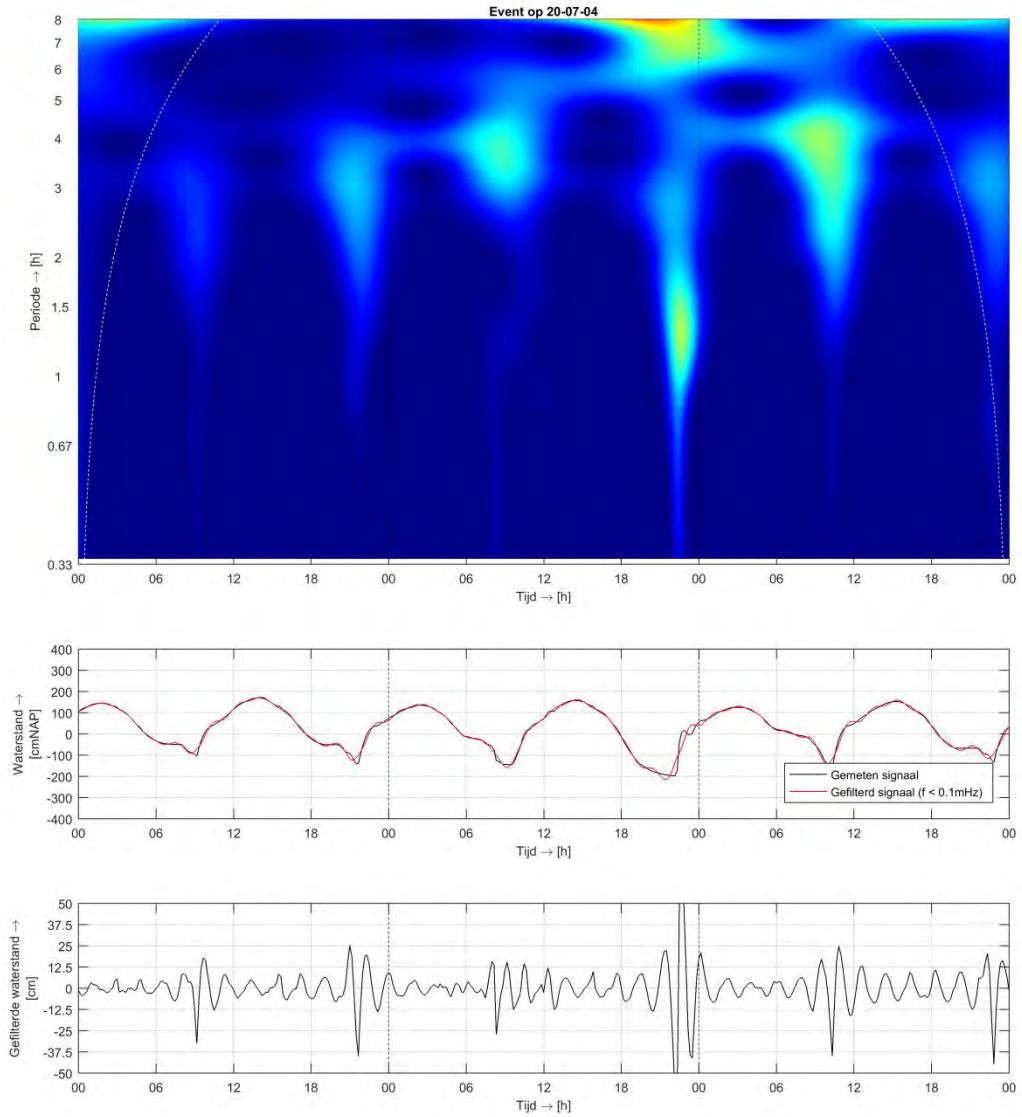 Event op 20-07-04
8
7
6
5
4
3
2
1.5
1
0.67
0.33
Periode → [h]
00 06 12 18 00 06 12 18 00 06 12 18 00
Tijd → [h]
400
300
200
100
0
-100
-200
-300
-400
Waterstand →
[cmNAP]
Gemeten signaal
Gefilterd signaal (f < 0.1mHz)
00 06 12 18 00 06 12 18 00 06 12 18 00
Tijd → [h]
50
37.5
25
12.5
0
-12.5
-25
-37.5
-50
Gefilterde waterstand →
[cm]
00 06 12 18 00 06 12 18 00 06 12 18 00
Tijd → [h]